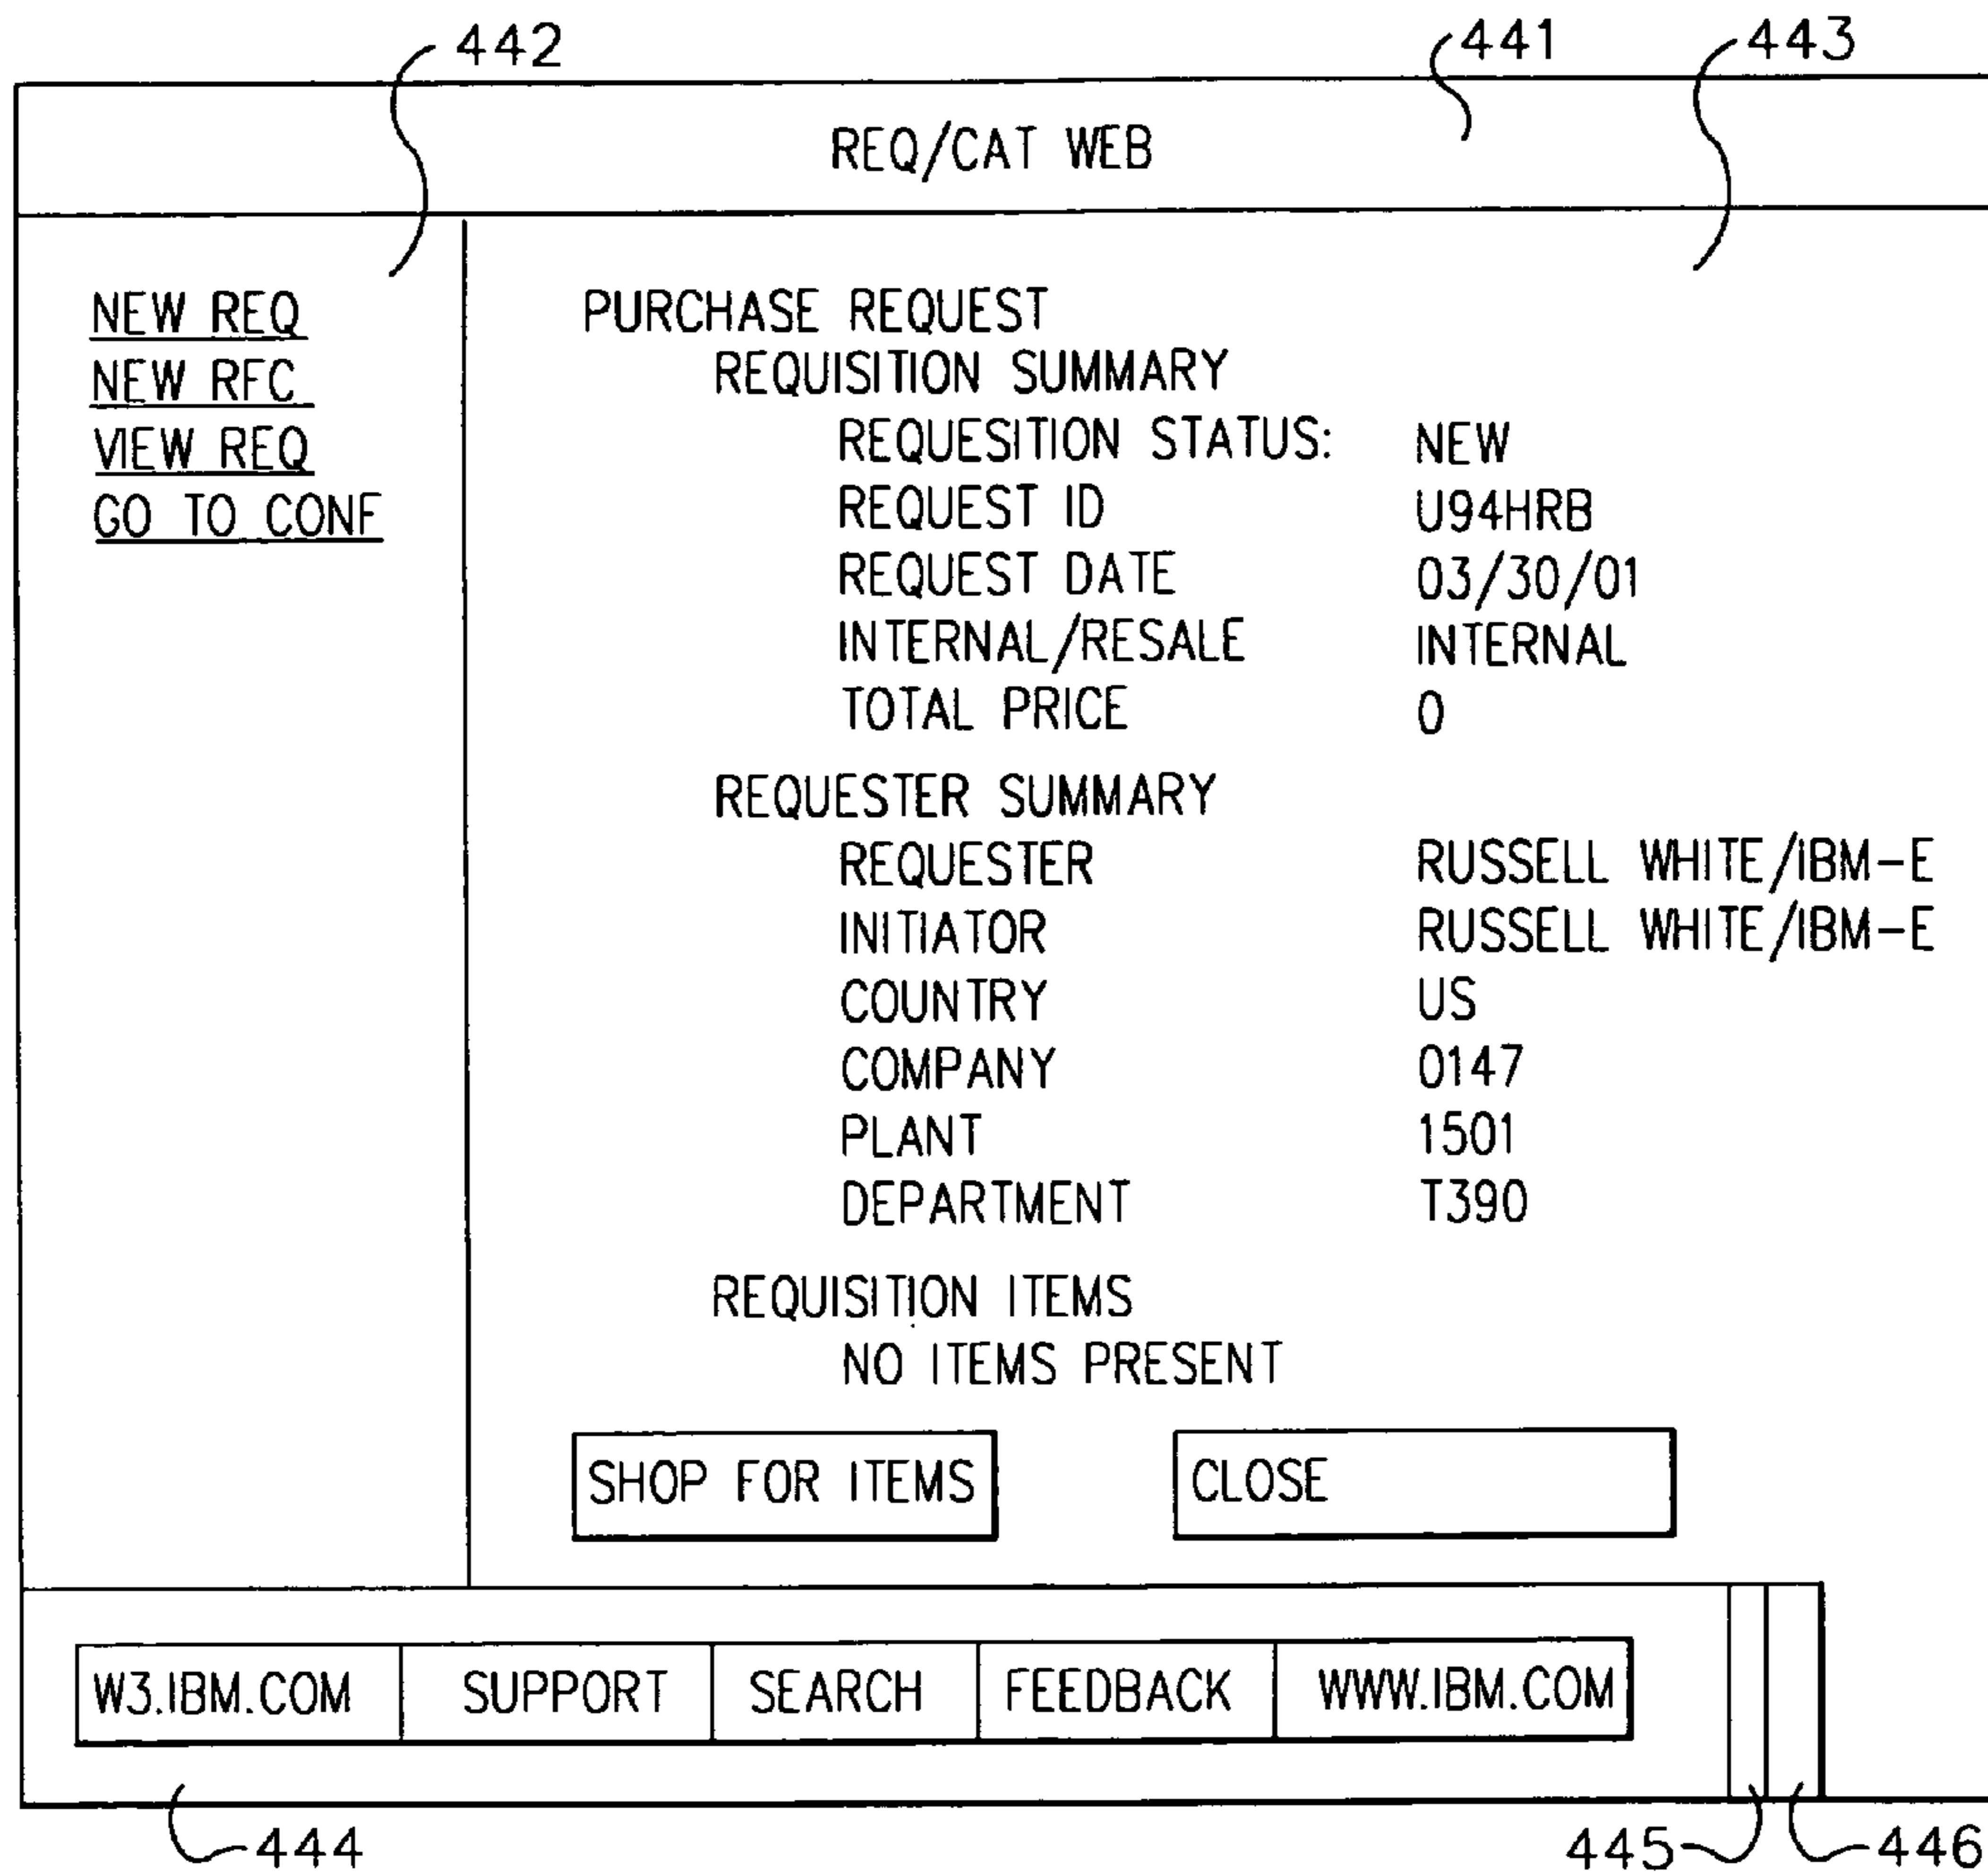 442 441 443
REQ/CAT WEB
NEW REQ
NEW RFC
VIEW REQ
GO TO CONF
PURCHASE REQUEST
REQUISITION SUMMARY
REQUESITION STATUS: NEW
REQUEST ID U94HRB
REQUEST DATE 03/30/01
INTERNAL/RESALE INTERNAL
TOTAL PRICE 0
REQUESTER SUMMARY
REQUESTER RUSSELL WHITE/IBM-E
INITIATOR RUSSELL WHITE/IBM-E
COUNTRY US
COMPANY 0147
PLANT 1501
DEPARTMENT T390
REQUISITION ITEMS
NO ITEMS PRESENT
SHOP FOR ITEMS CLOSE
W3.IBM.COM SUPPORT SEARCH FEEDBACK WWW.IBM.COM
444 445 446